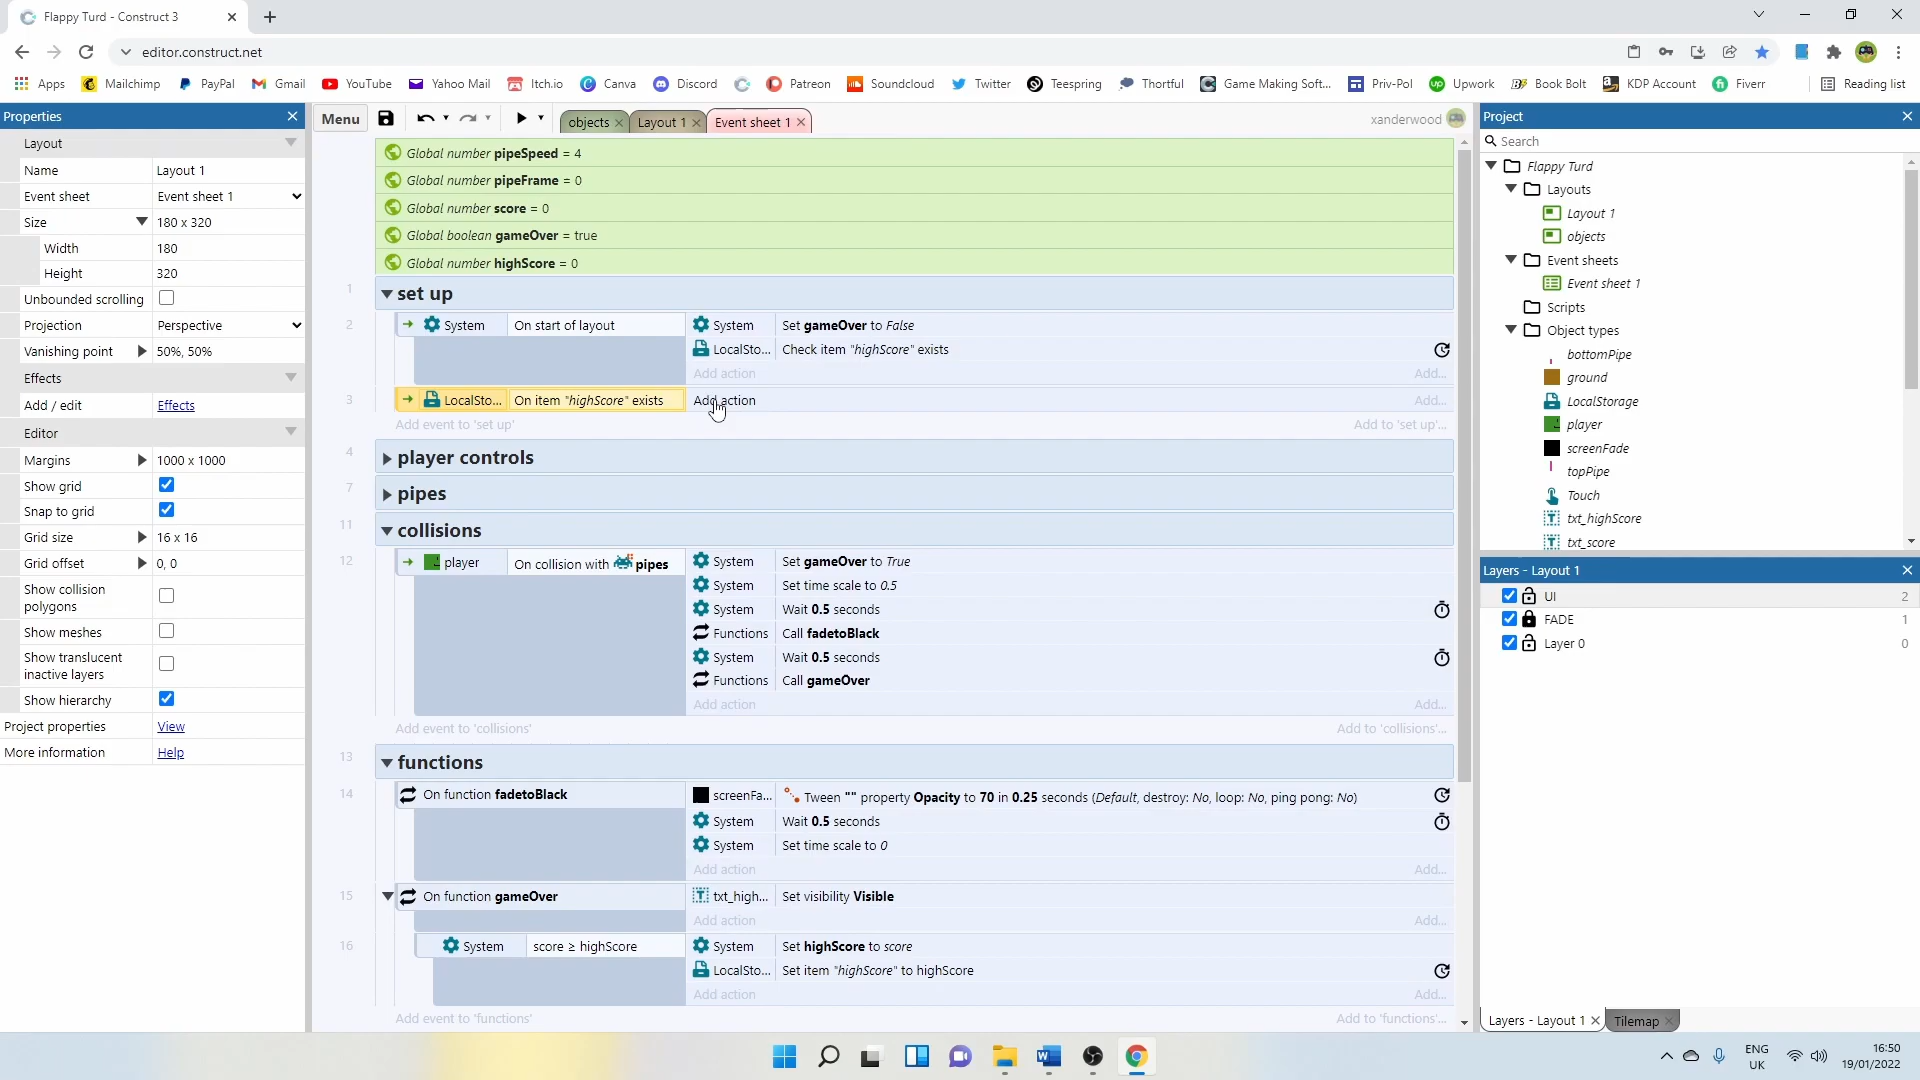 Flappy Turd - Construct 3
editor.construct.net
Apps Mailchimp PayPal Gmail YouTube Yahoo Mail Itch.io Canva Discord Patreon Soundcloud Twitter Teespring Thortful Game Making Soft... Priv-Pol Upwork Book Bolt KDP Account Fiverr Reading list
Properties
Layout
Name Layout 1
Event sheet Event sheet 1
Size 180 x 320
Width 180
Height 320
Unbounded scrolling
Projection Perspective
Vanishing point 50%, 50%
Effects
Add / edit Effects
Editor
Margins 1000 x 1000
Show grid
Snap to grid
Grid size 16 x 16
Grid offset 0, 0
Show collision
polygons
Show meshes
Show translucent
inactive layers
Show hierarchy
Project properties View
More information Help
Menu objects Layout 1 Event sheet 1 xanderwood
Global number pipeSpeed = 4
Global number pipeFrame = 0
Global number score = 0
Global boolean gameOver = true
Global number highScore = 0
1 set up
2 System On start of layout System Set gameOver to False
LocalSto... Check item "highScore" exists
Add action Add...
3 LocalSto... On item "highScore" exists Add action Add...
Add event to 'set up' Add to 'set up'...
4 player controls
7 pipes
11 collisions
12 player On collision with pipes System Set gameOver to True
System Set time scale to 0.5
System Wait 0.5 seconds
Functions Call fadetoBlack
System Wait 0.5 seconds
Functions Call gameOver
Add action Add...
Add event to 'collisions' Add to 'collisions'...
13 functions
14 On function fadetoBlack screenFa... Tween "" property Opacity to 70 in 0.25 seconds (Default, destroy: No, loop: No, ping pong: No)
System Wait 0.5 seconds
System Set time scale to 0
Add action Add...
15 On function gameOver txt_high... Set visibility Visible
Add action Add...
16 System score ≥ highScore System Set highScore to score
LocalSto... Set item "highScore" to highScore
Add action Add...
Add event to 'functions' Add to 'functions'...
Project
Search
Flappy Turd
Layouts
Layout 1
objects
Event sheets
Event sheet 1
Scripts
Object types
bottomPipe
ground
LocalStorage
player
screenFade
topPipe
Touch
txt_highScore
txt_score
Layers - Layout 1
UI 2
FADE 1
Layer 0 0
Layers - Layout 1 Tilemap
ENG
UK
16:50
19/01/2022